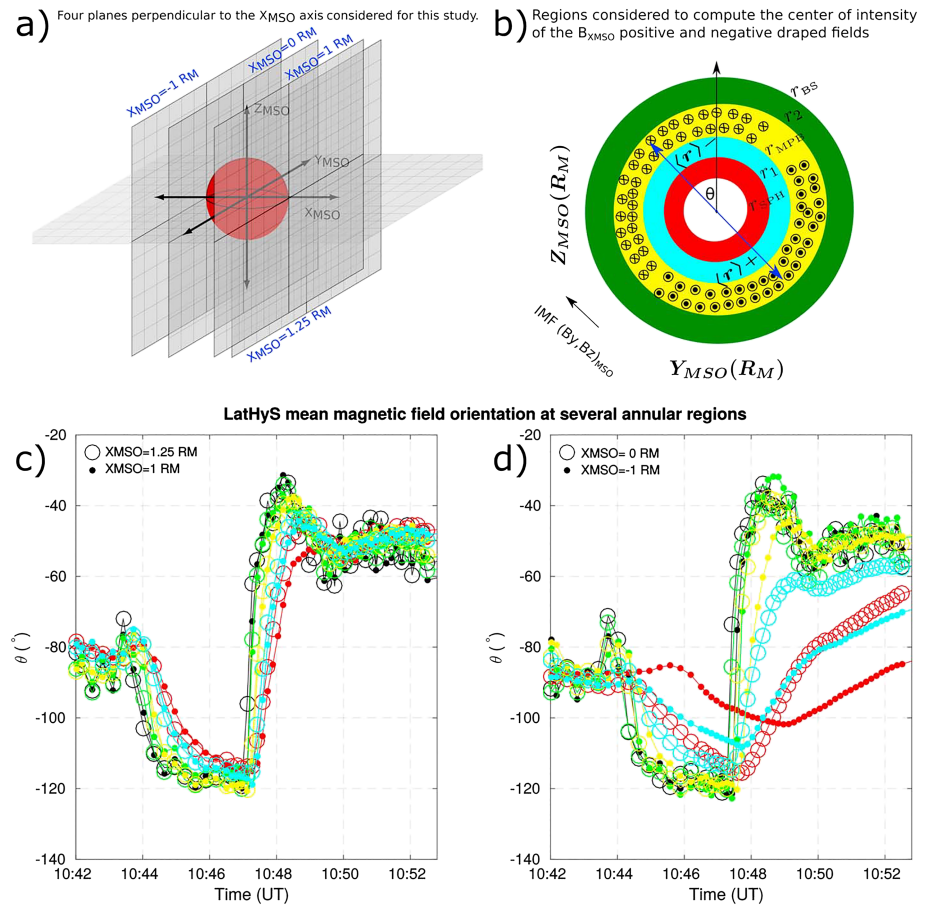 a) Four planes perpendicular to the XMSO axis considered for this study.
XMSO=-1 RM
XMSO=0 RM
XMSO=1 RM
ZMSO
YMSO
XMSO
XMSO=1.25 RM
b) Regions considered to compute the center of intensity
of the BXMSO positive and negative draped fields
rBS
r2
rMPB
r1
rSPH
⟨r⟩−
θ
⟨r⟩+
ZMSO(RM)
IMF (By,Bz)MSO
YMSO(RM)
LatHyS mean magnetic field orientation at several annular regions
c)
XMSO=1.25 RM
XMSO=1 RM
-20
-40
-60
-80
-100
-120
-140
θ (°)
10:42 10:44 10:46 10:48 10:50 10:52
Time (UT)
d)
XMSO= 0 RM
XMSO=-1 RM
-20
-40
-60
-80
-100
-120
-140
θ (°)
10:42 10:44 10:46 10:48 10:50 10:52
Time (UT)